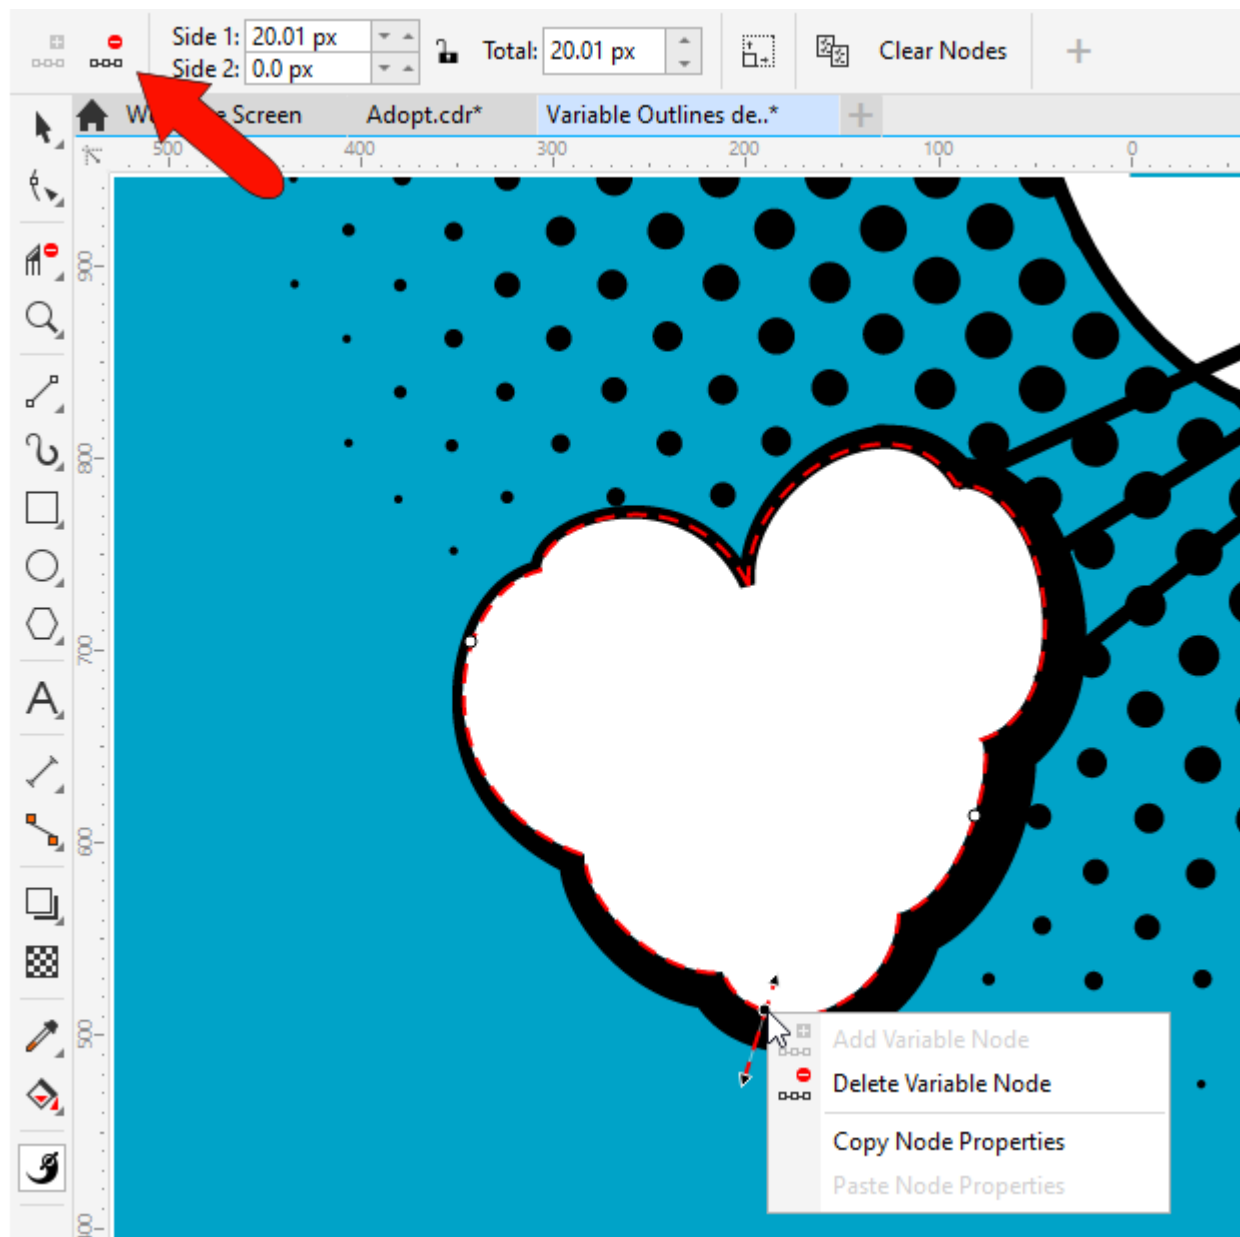 Side 1: 20.01 px
Side 2: 0.0 px
Total: 20.01 px
Clear Nodes
Screen
Adopt.cdr*
Variable Outlines de..*
500 400 300 200 100 0
900
800
700
600
500
A
Add Variable Node
Delete Variable Node
Copy Node Properties
Paste Node Properties